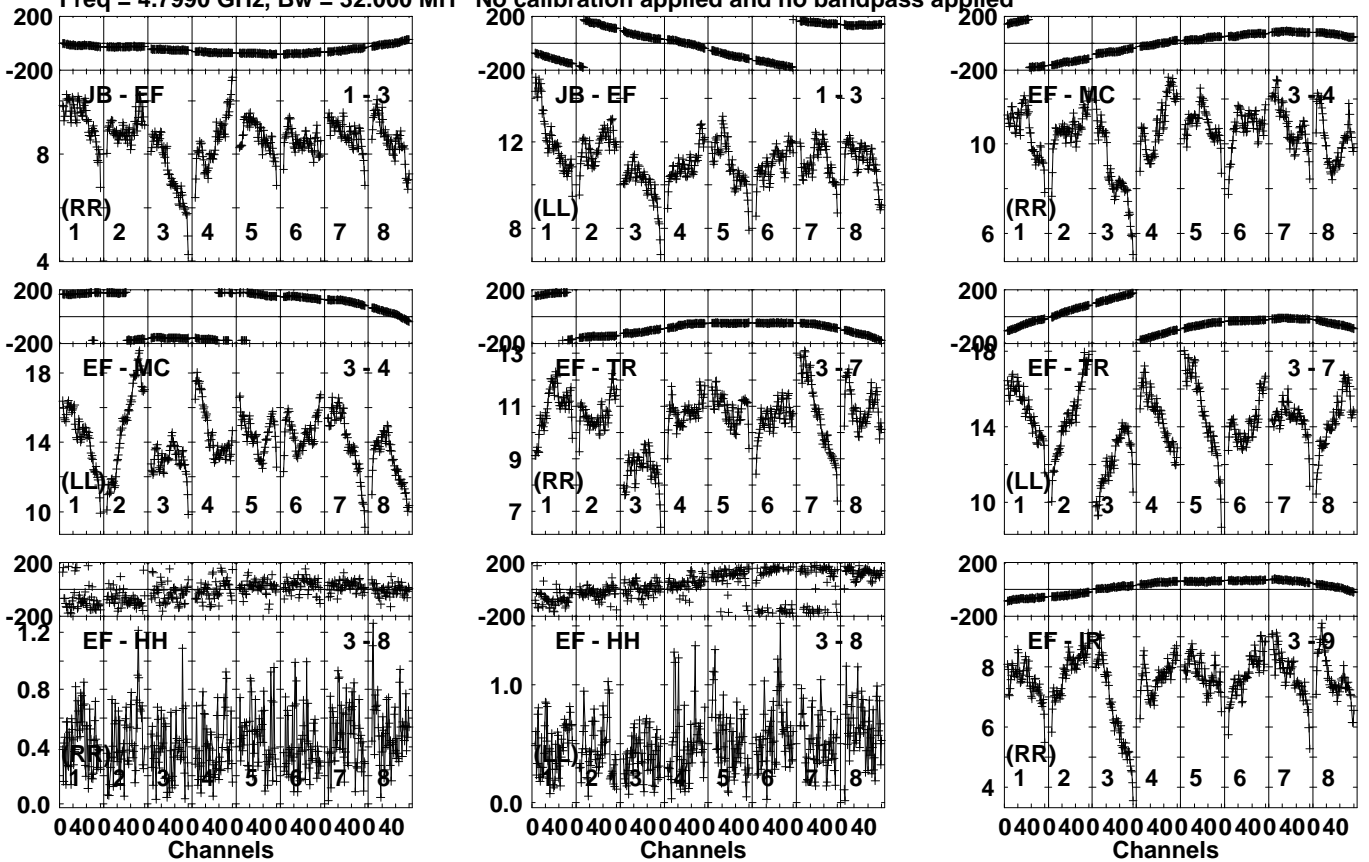 Freq = 4.7990 GHz, Bw = 32.000 MH No calibration applied and no bandpass applied
200
-200
JB - EF 1 - 3
8
(RR)
1 2 3 4 5 6 7 8
4
200
-200
JB - EF 1 - 3
12
(LL)
8
1 2 3 4 5 6 7 8
200
-200
EF - MC 3 - 4
10
(RR)
6
1 2 3 4 5 6 7 8
200
-200
EF - MC 3 - 4
18
14
(LL)
10
1 2 3 4 5 6 7 8
200
-200
13
EF - TR 3 - 7
11
9
(RR)
7
1 2 3 4 5 6 7 8
200
-200
18
EF - TR 3 - 7
14
(LL)
10
1 2 3 4 5 6 7 8
200
-200
1.2
EF - HH 3 - 8
0.8
0.4
(RR)
1 2 3 4 5 6 7 8
0.0
0 40 0 40 0 40 0 40 0 40 0 40 0 40 0 40
Channels
200
-200
EF - HH 3 - 8
1.0
(LL)
1 2 3 4 5 6 7 8
0.0
0 40 0 40 0 40 0 40 0 40 0 40 0 40 0 40
Channels
200
-200
EF - IR 3 - 9
8
6
(RR)
4
1 2 3 4 5 6 7 8
0 40 0 40 0 40 0 40 0 40 0 40 0 40 0 40
Channels